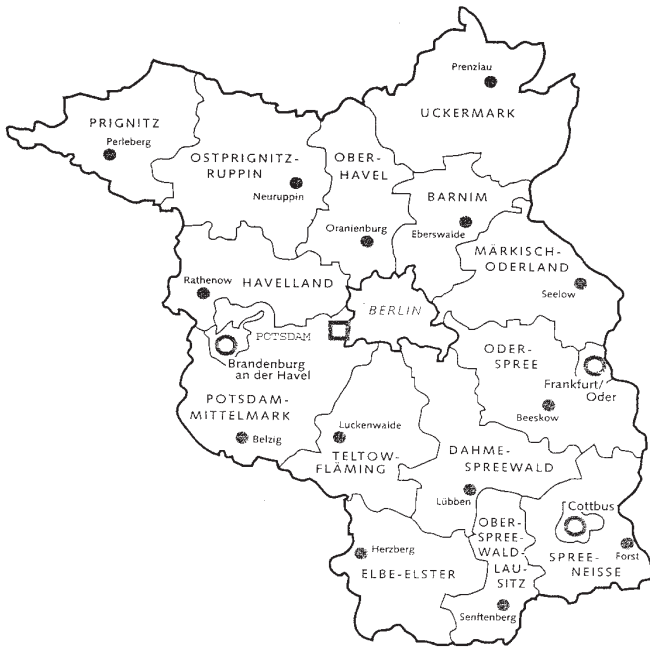 Prenzlau
UCKERMARK
PRIGNITZ
Perleberg
OSTPRIGNITZ-
RUPPIN
Neuruppin
OBER-
HAVEL
Oranienburg
BARNIM
Eberswalde
MÄRKISCH-
ODERLAND
Seelow
Rathenow
HAVELLAND
BERLIN
POTSDAM
Brandenburg
an der Havel
ODER-
SPREE
Frankfurt/
Oder
Beeskow
POTSDAM-
MITTELMARK
Belzig
Luckenwalde
TELTOW-
FLÄMING
DAHME-
SPREEWALD
Lübben
Cottbus
OBER-
SPREE-
WALD-
LAU-
SITZ
Senftenberg
Forst
SPREE-
NEISSE
Herzberg
ELBE-ELSTER